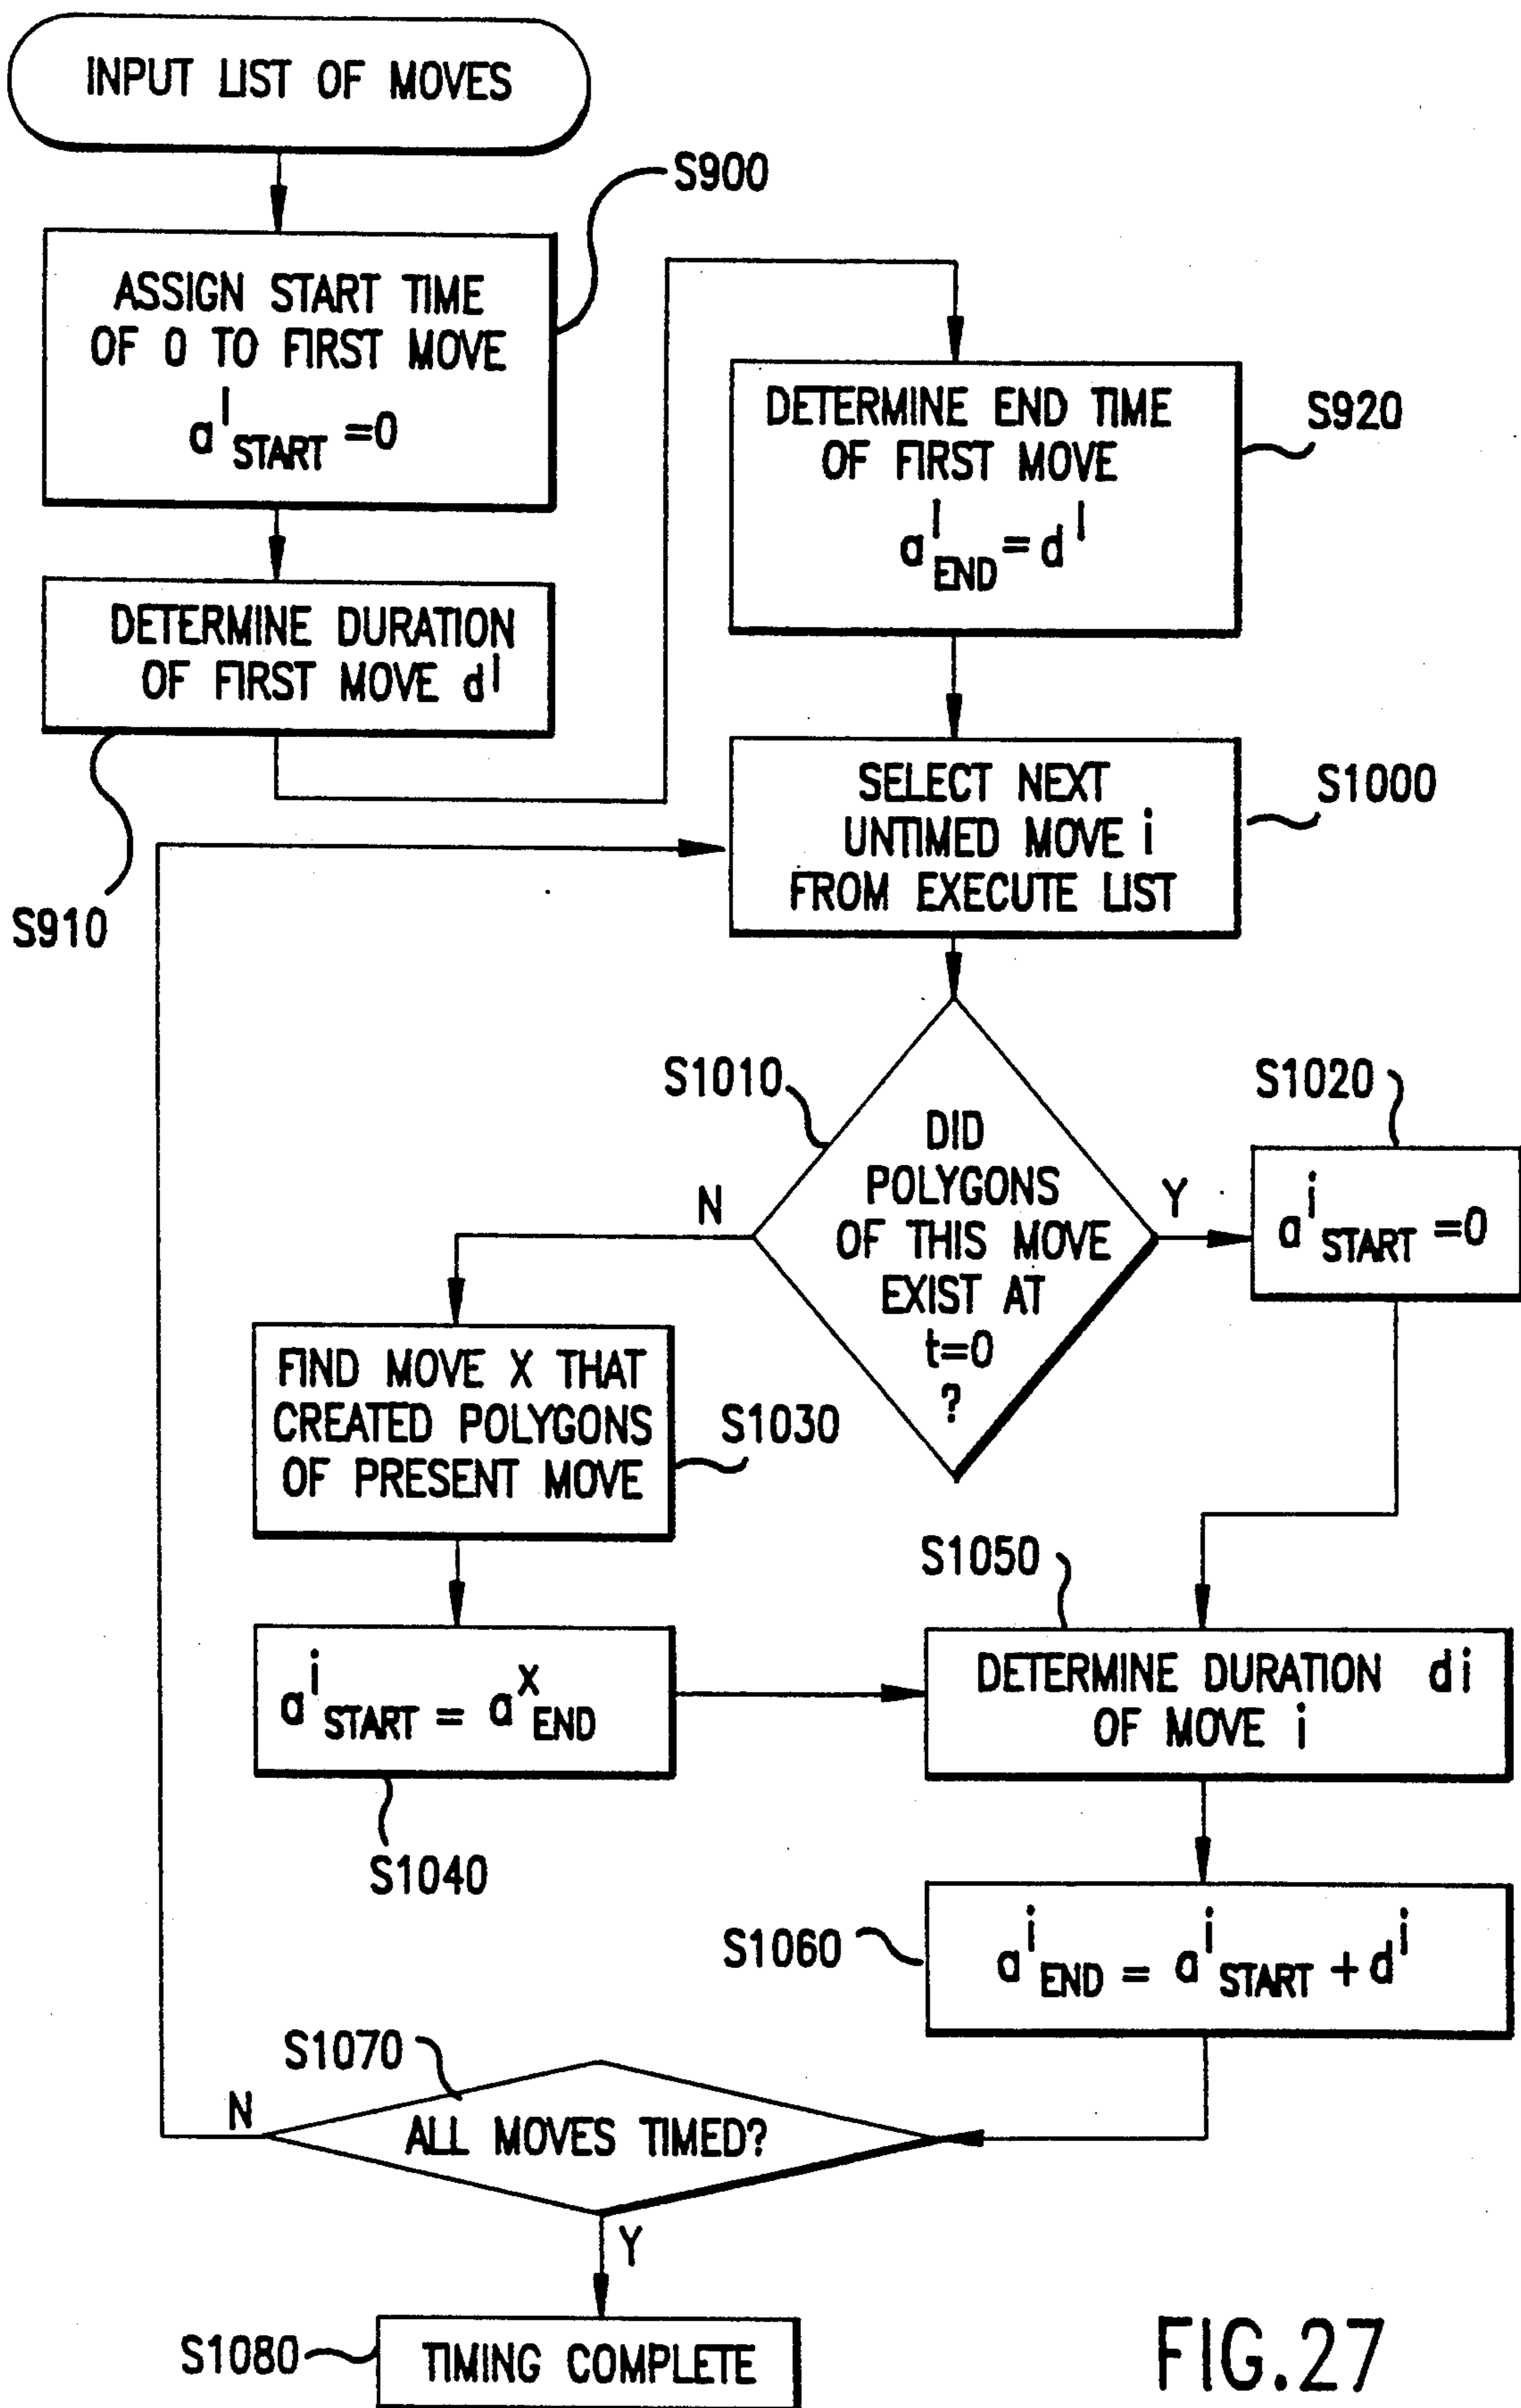 INPUT LIST OF MOVES
S900
ASSIGN START TIME
OF 0 TO FIRST MOVE
a¹START =0
DETERMINE DURATION
OF FIRST MOVE d¹
S910
DETERMINE END TIME
OF FIRST MOVE
a¹END = d¹
S920
SELECT NEXT
UNTIMED MOVE i
FROM EXECUTE LIST
S1000
S1010
DID
POLYGONS
OF THIS MOVE
EXIST AT
t=0
?
N
Y
S1020
aⁱSTART =0
FIND MOVE X THAT
CREATED POLYGONS
OF PRESENT MOVE
S1030
aⁱSTART = aˣEND
S1040
S1050
DETERMINE DURATION di
OF MOVE i
S1060
aⁱEND = aⁱSTART + dⁱ
S1070
ALL MOVES TIMED?
N
Y
S1080
TIMING COMPLETE
FIG.27